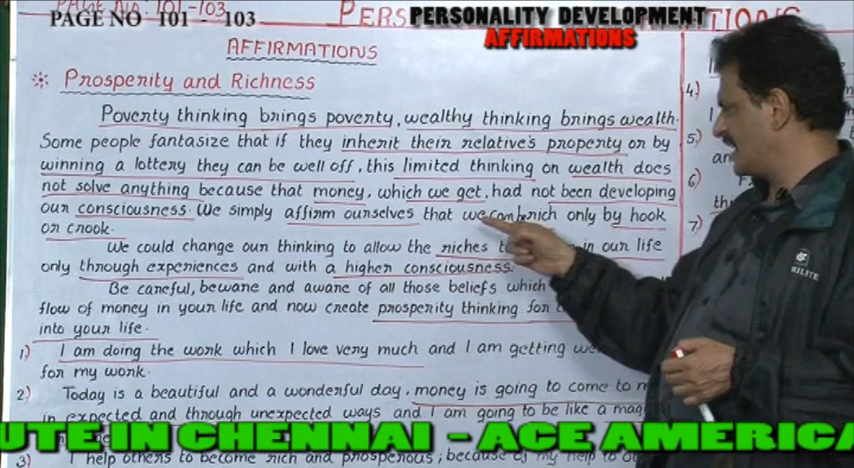 PAGE NO 101 - 103
PERSONALITY DEVELOPMENT
AFFIRMATIONS
AFFIRMATIONS
Prosperity and Richness
Poverty thinking brings poverty, wealthy thinking brings wealth.
Some people fantasize that if they inherit their relative's property or by
winning a lottery they can be well off, this limited thinking on wealth does
not solve anything because that money, which we get, had not been developing
our consciousness. We simply affirm ourselves that we can rich only by hook
or crook.
We could change our thinking to allow the riches in our life
only through experiences and with a higher consciousness.
Be careful, beware and aware of all those beliefs which
flow of money in your life and now create prosperity thinking for
into your life.
1) I am doing the work which I love very much and I am getting
for my work.
2) Today is a beautiful and a wonderful day, money is going to come to
in expected and through unexpected ways and I am going to be like a
3) I help others to become rich and prosperous, because of my help to
4)
5)
6)
7)
HILITE
UTE IN CHENNAI - ACE AMERICA